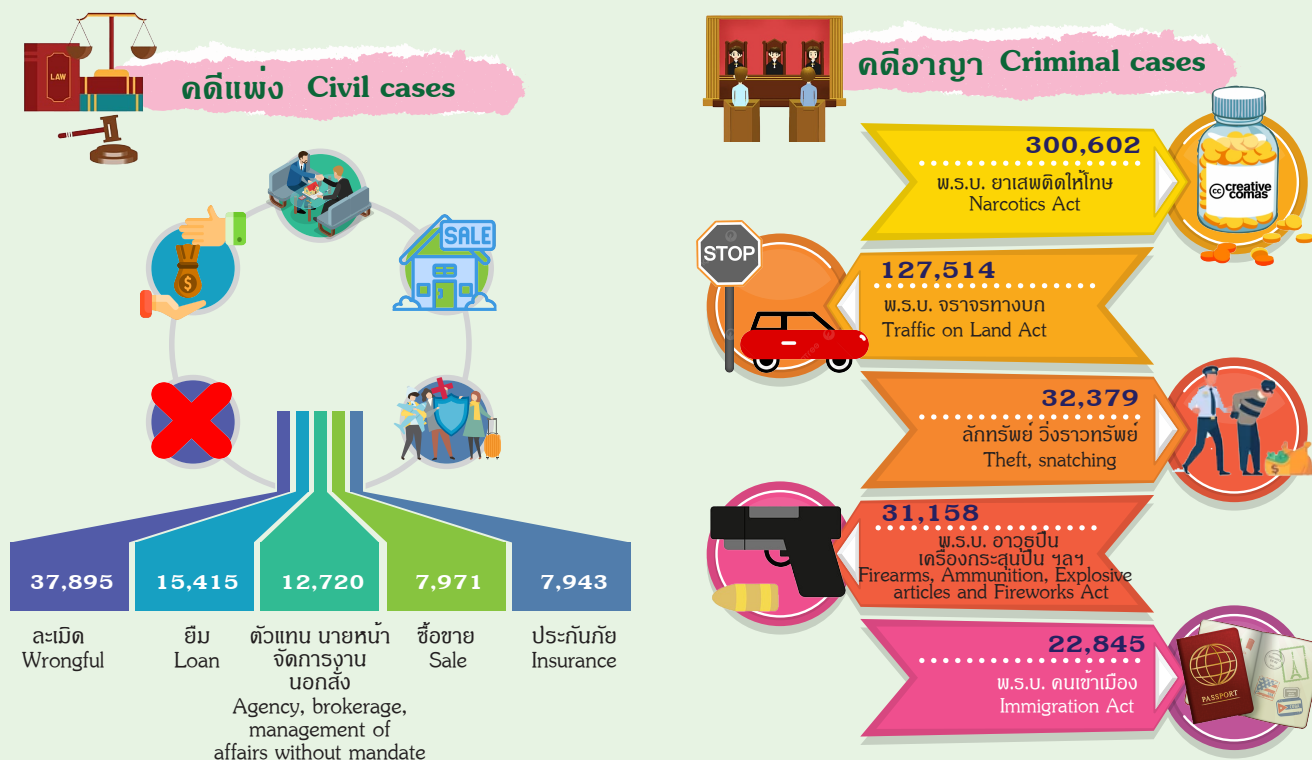 LAW
คดีแพ่ง Civil cases
SALE
$
$
37,895
ละเมิด
Wrongful
15,415
ยืม
Loan
12,720
ตัวแทน นายหน้า
จัดการงาน
นอกสั่ง
Agency, brokerage,
management of
affairs without mandate
7,971
ซื้อขาย
Sale
7,943
ประกันภัย
Insurance
คดีอาญา Criminal cases
300,602
พ.ร.บ. ยาเสพติดให้โทษ
Narcotics Act
cc creative
comas
STOP
127,514
พ.ร.บ. จราจรทางบก
Traffic on Land Act
32,379
ลักทรัพย์ วิ่งราวทรัพย์
Theft, snatching
$
31,158
พ.ร.บ. อาวุธปืน
เครื่องกระสุนปืน ฯลฯ
Firearms, Ammunition, Explosive
articles and Fireworks Act
22,845
พ.ร.บ. คนเข้าเมือง
Immigration Act
PASSPORT